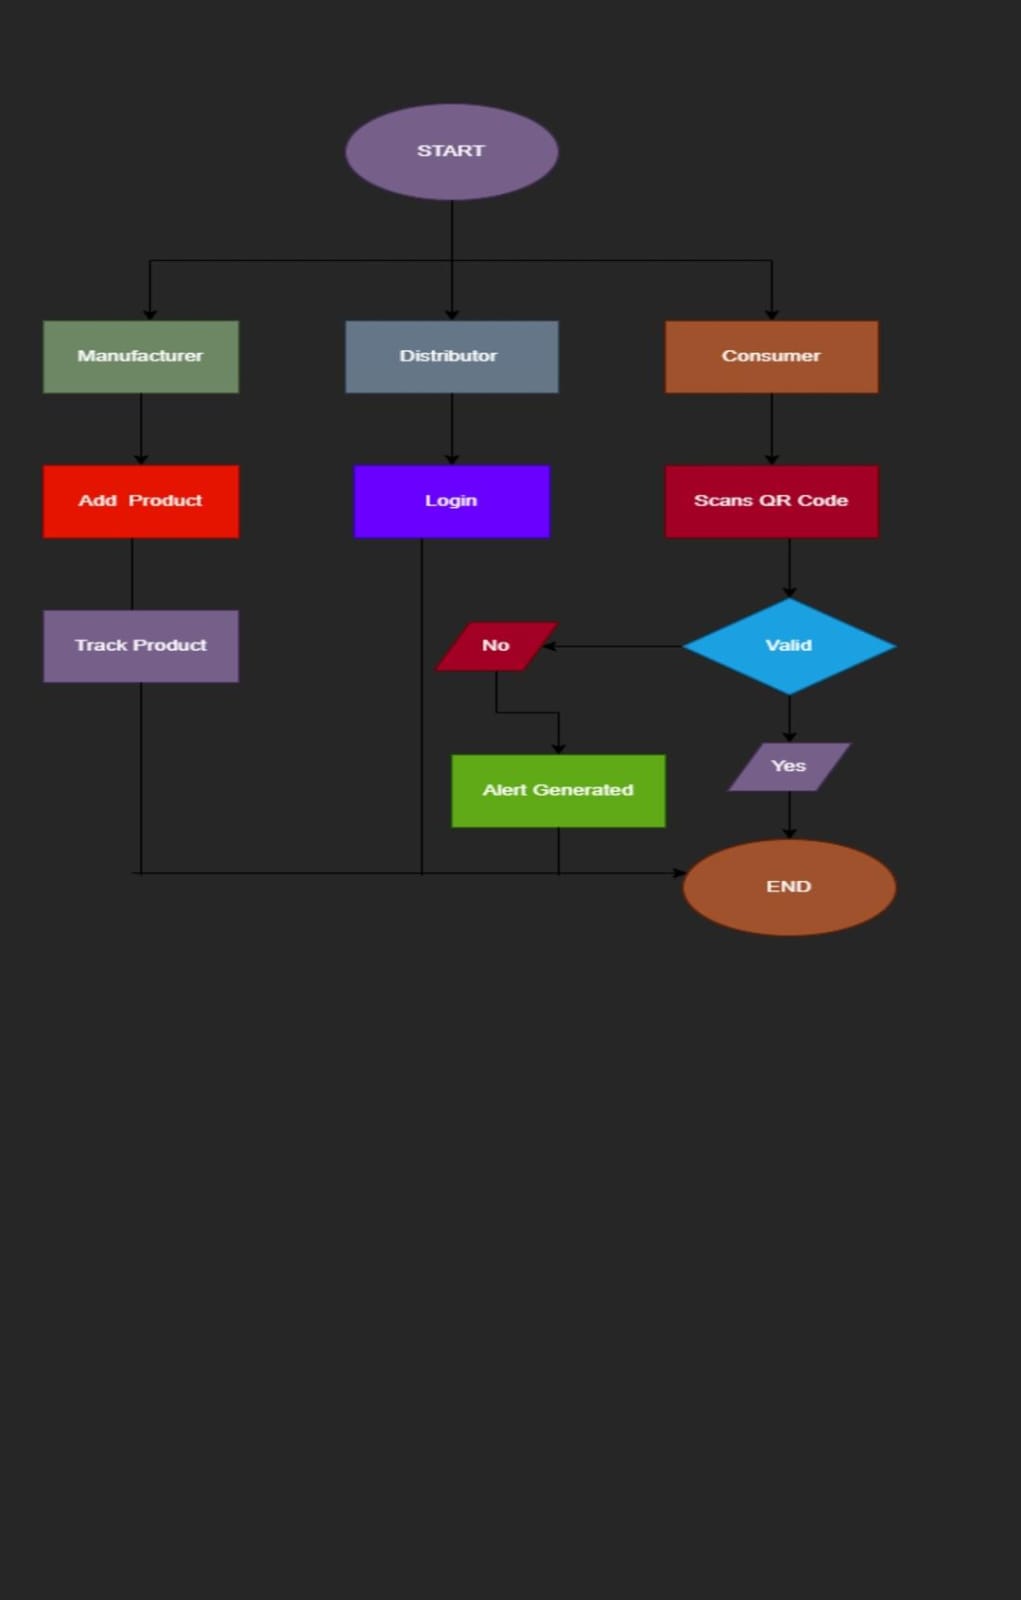 START
Manufacturer
Distributor
Consumer
Add  Product
Login
Scans QR Code
Track Product
No
Valid
Yes
Alert Generated
END